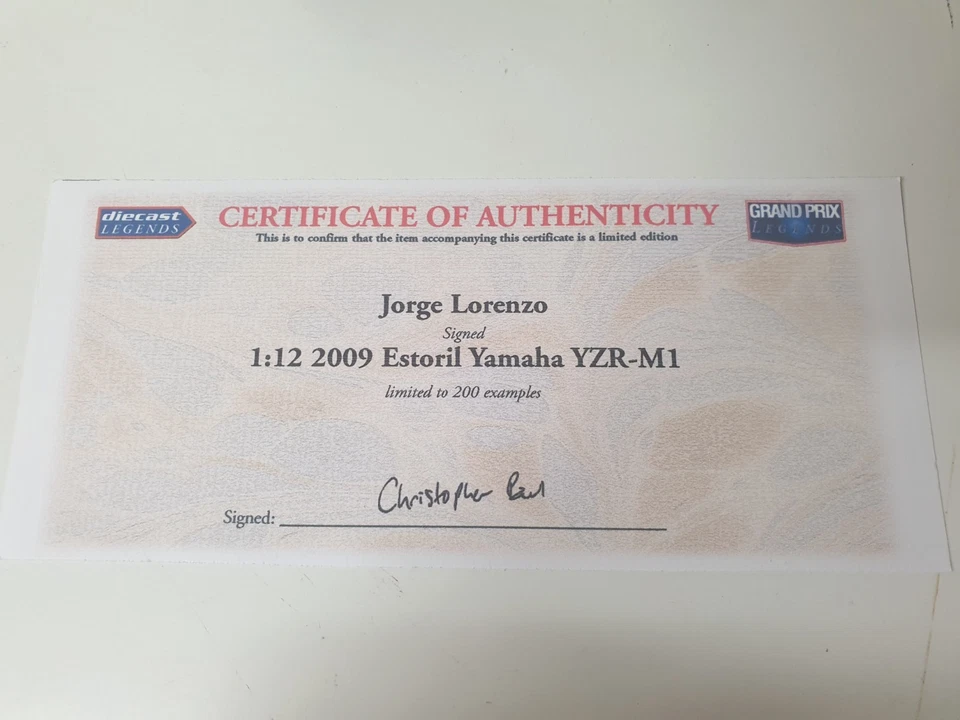 diecast
LEGENDS
CERTIFICATE OF AUTHENTICITY
GRAND PRIX
LEGENDS
This is to confirm that the item accompanying this certificate is a limited edition
Jorge Lorenzo
Signed
1:12 2009 Estoril Yamaha YZR-M1
limited to 200 examples
Christopher
Signed: